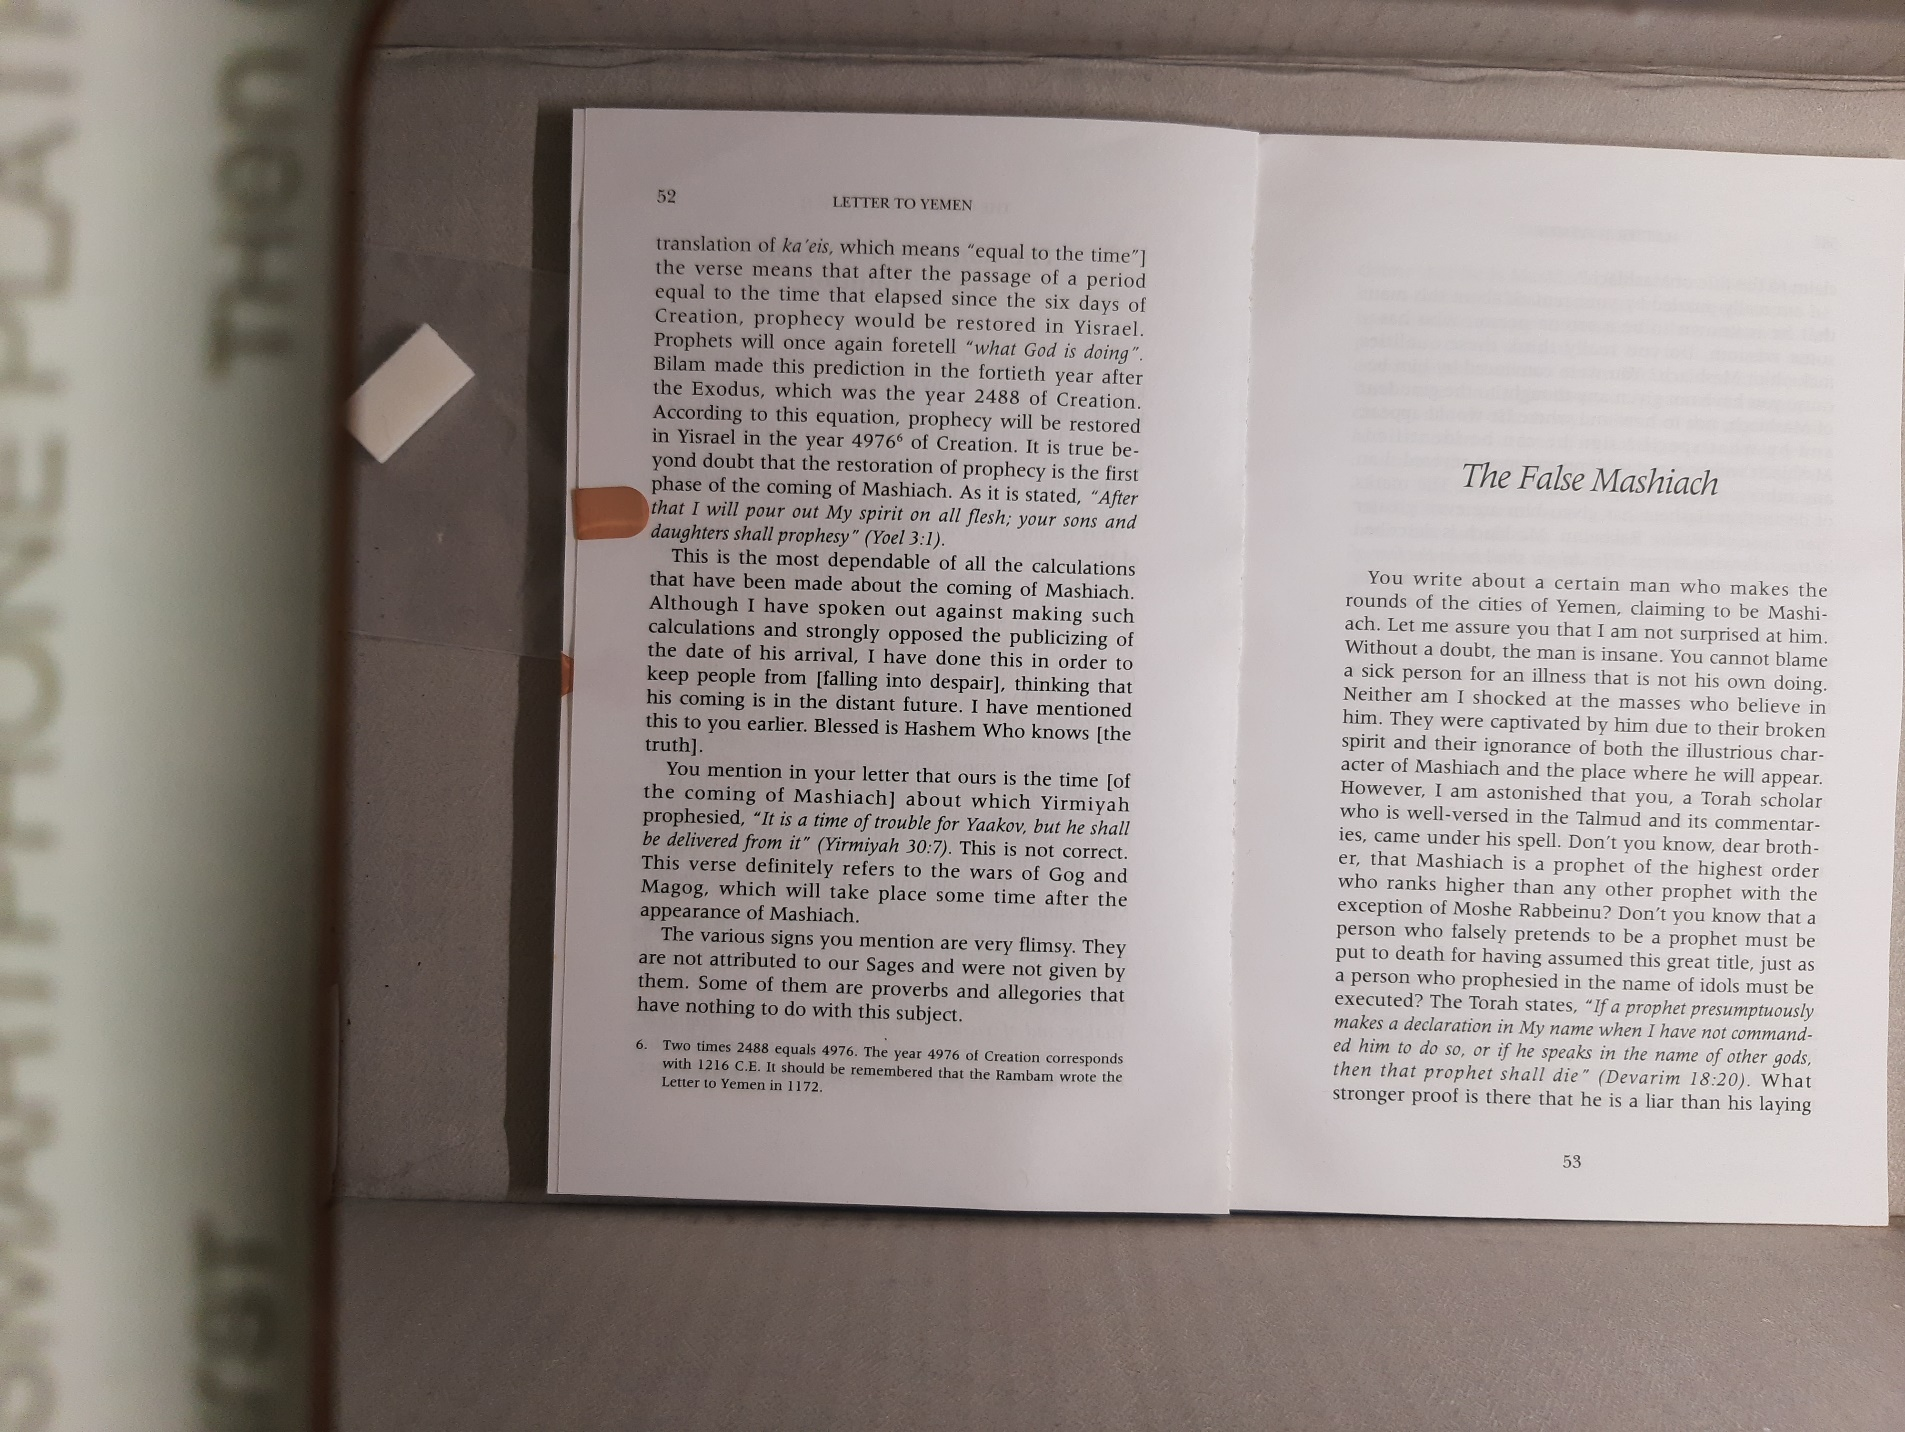 52
LETTER TO YEMEN
translation of ka'eis, which means “equal to the time”]
the verse means that after the passage of a period
equal to the time that elapsed since the six days of
Creation, prophecy would be restored in Yisrael.
Prophets will once again foretell “what God is doing”.
Bilam made this prediction in the fortieth year after
the Exodus, which was the year 2488 of Creation.
According to this equation, prophecy will be restored
in Yisrael in the year 4976⁶ of Creation. It is true be-
yond doubt that the restoration of prophecy is the first
phase of the coming of Mashiach. As it is stated, “After
that I will pour out My spirit on all flesh; your sons and
daughters shall prophesy” (Yoel 3:1).
This is the most dependable of all the calculations
that have been made about the coming of Mashiach.
Although I have spoken out against making such
calculations and strongly opposed the publicizing of
the date of his arrival, I have done this in order to
keep people from [falling into despair], thinking that
his coming is in the distant future. I have mentioned
this to you earlier. Blessed is Hashem Who knows [the
truth].
You mention in your letter that ours is the time [of
the coming of Mashiach] about which Yirmiyah
prophesied, “It is a time of trouble for Yaakov, but he shall
be delivered from it” (Yirmiyah 30:7). This is not correct.
This verse definitely refers to the wars of Gog and
Magog, which will take place some time after the
appearance of Mashiach.
The various signs you mention are very flimsy. They
are not attributed to our Sages and were not given by
them. Some of them are proverbs and allegories that
have nothing to do with this subject.
6. Two times 2488 equals 4976. The year 4976 of Creation corresponds
with 1216 C.E. It should be remembered that the Rambam wrote the
Letter to Yemen in 1172.
The False Mashiach
You write about a certain man who makes the
rounds of the cities of Yemen, claiming to be Mashi-
ach. Let me assure you that I am not surprised at him.
Without a doubt, the man is insane. You cannot blame
a sick person for an illness that is not his own doing.
Neither am I shocked at the masses who believe in
him. They were captivated by him due to their broken
spirit and their ignorance of both the illustrious char-
acter of Mashiach and the place where he will appear.
However, I am astonished that you, a Torah scholar
who is well-versed in the Talmud and its commentar-
ies, came under his spell. Don't you know, dear broth-
er, that Mashiach is a prophet of the highest order
who ranks higher than any other prophet with the
exception of Moshe Rabbeinu? Don't you know that a
person who falsely pretends to be a prophet must be
put to death for having assumed this great title, just as
a person who prophesied in the name of idols must be
executed? The Torah states, “If a prophet presumptuously
makes a declaration in My name when I have not command-
ed him to do so, or if he speaks in the name of other gods,
then that prophet shall die” (Devarim 18:20). What
stronger proof is there that he is a liar than his laying
53